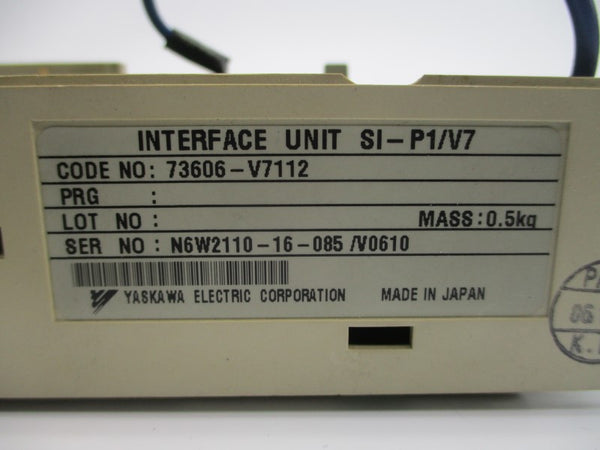 INTERFACE UNIT SI-P1/V7
CODE NO: 73606-V7112
PRG :
LOT NO : MASS:0.5kg
SER NO : N6W2110-16-085 /V0610
YASKAWA ELECTRIC CORPORATION MADE IN JAPAN
06
K.